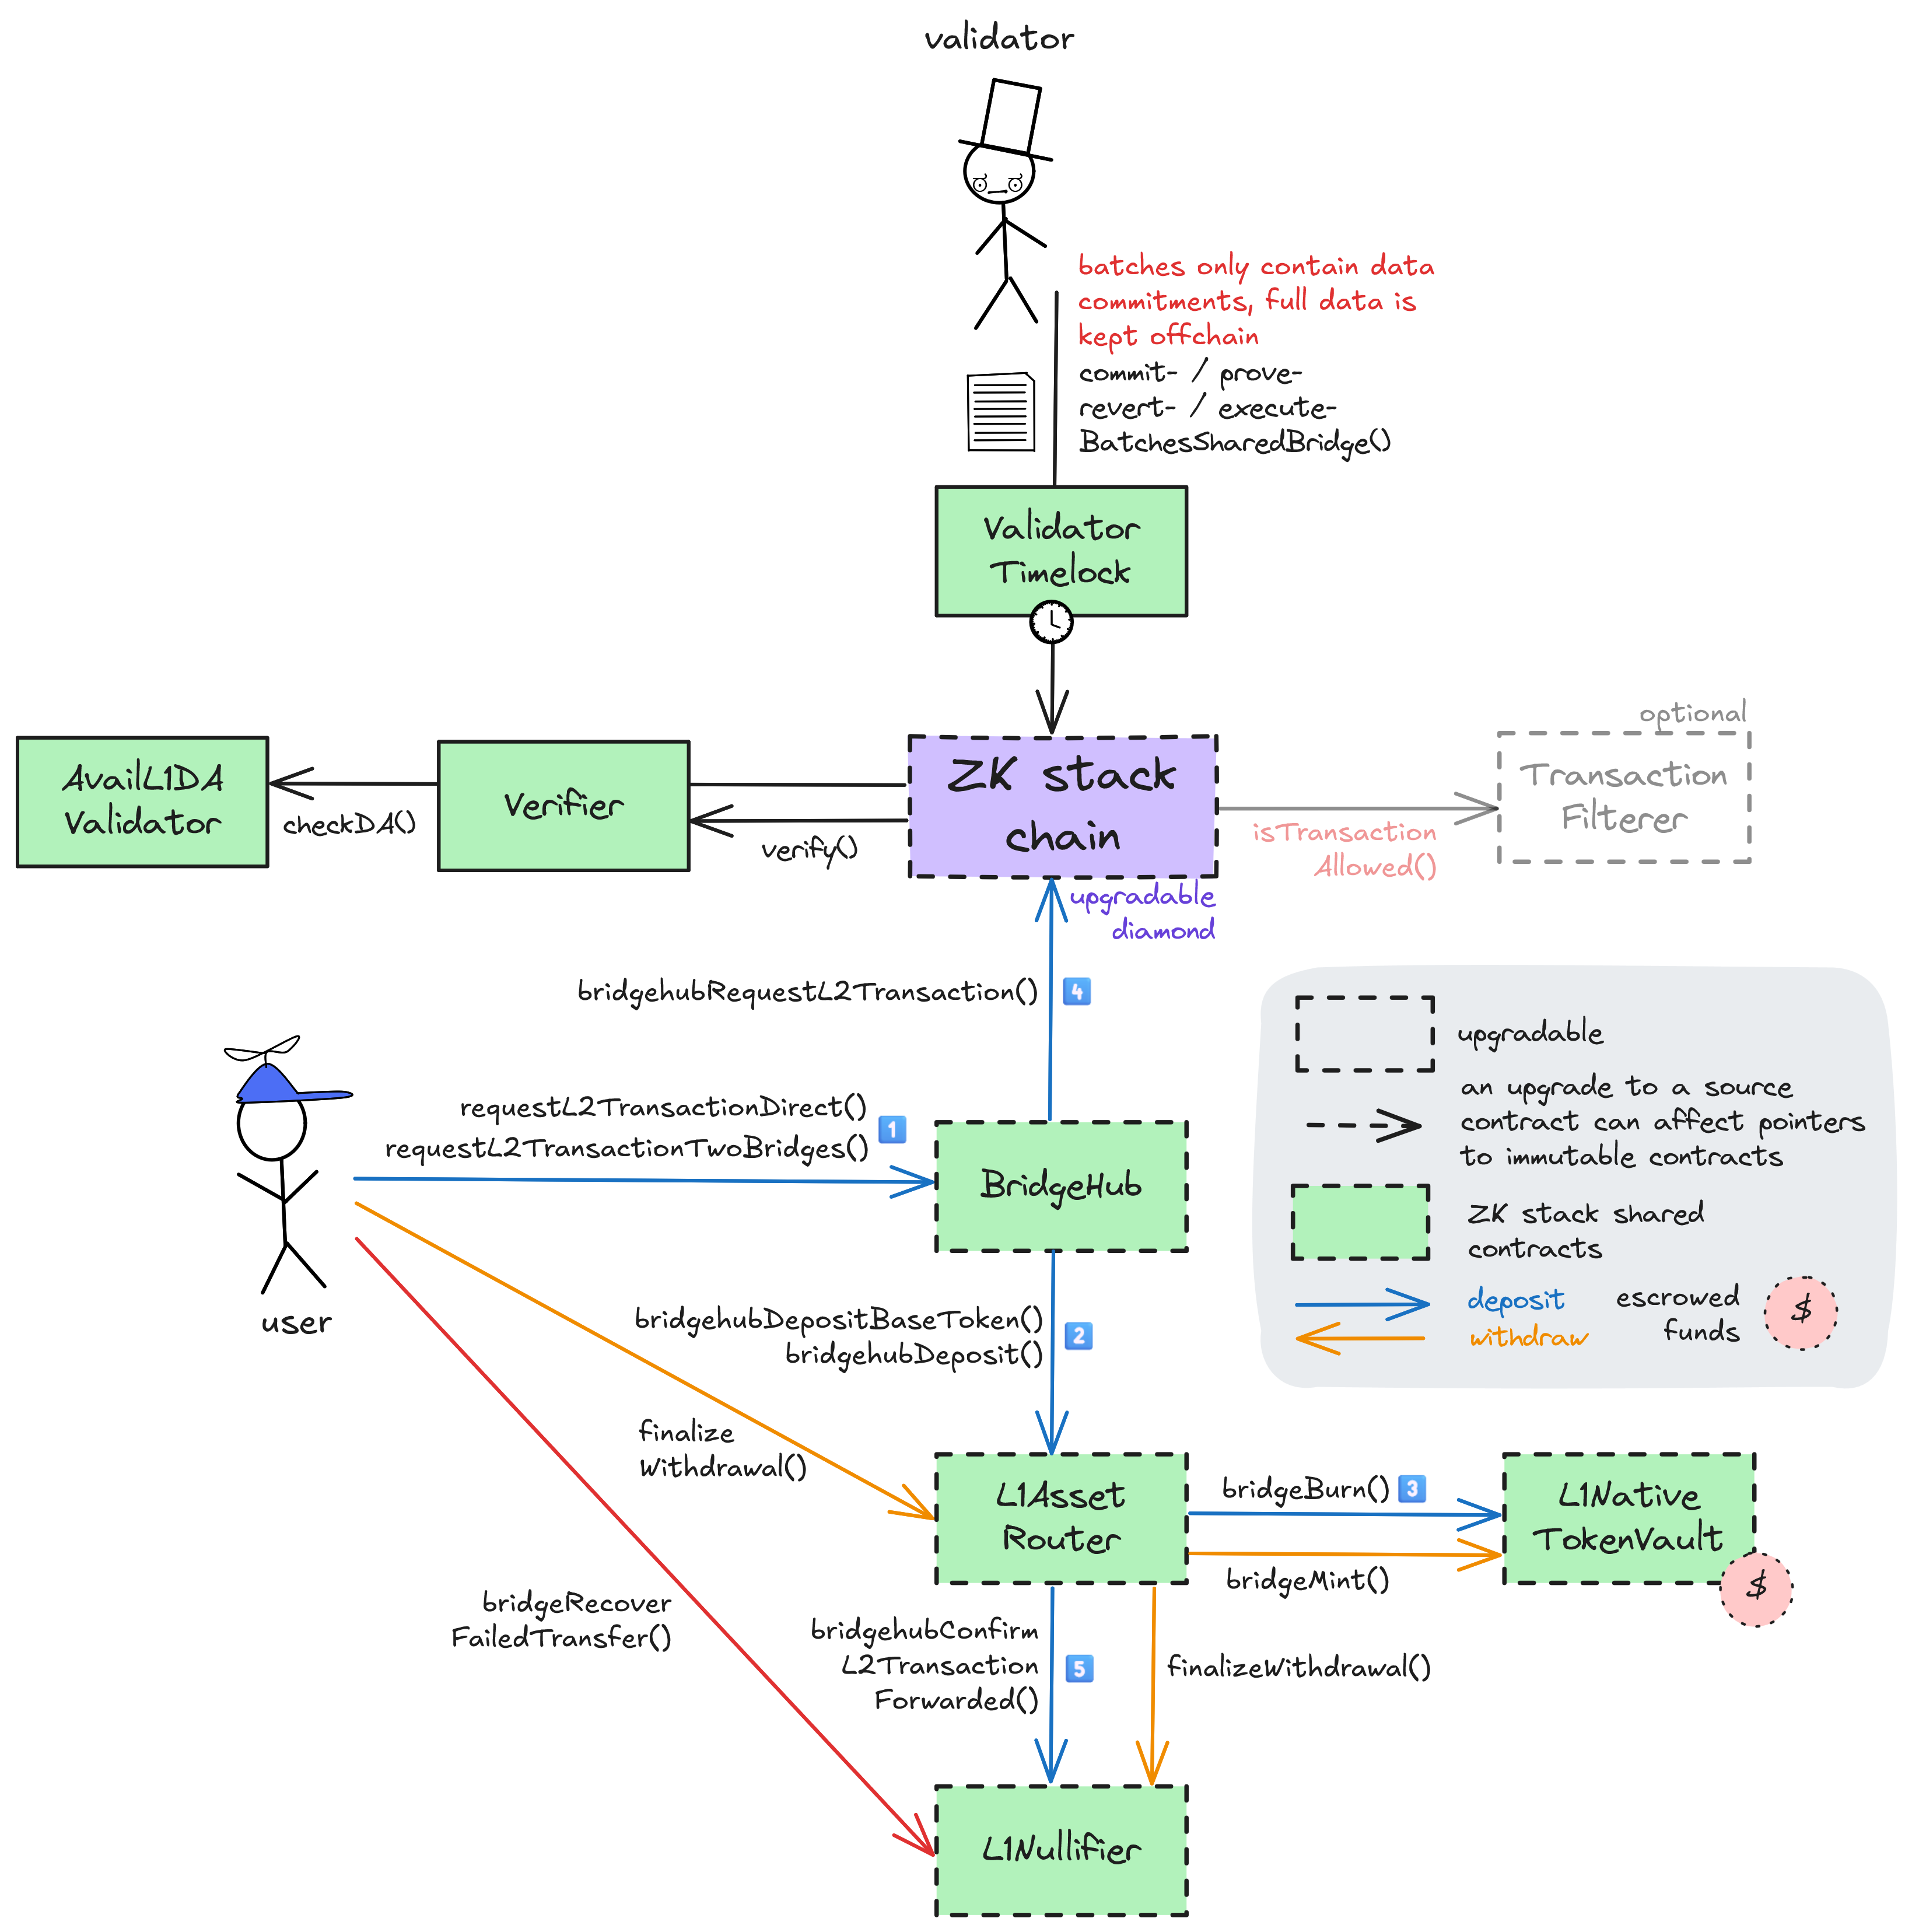 validator
batches only contain data
commitments, full data is
kept offchain
commit- / prove-
revert- / execute-
BatchesSharedBridge()
Validator
Timelock
optional
AvailL1DA
Validator
checkDA()
Verifier
verify()
ZK stack
chain
isTransaction
Allowed()
Transaction
Filterer
upgradable
diamond
bridgehubRequestL2Transaction()
4
upgradable
an upgrade to a source
contract can affect pointers
to immutable contracts
ZK stack shared
contracts
deposit
withdraw
escrowed
funds
$
requestL2TransactionDirect()
requestL2TransactionTwoBridges()
1
BridgeHub
user
bridgehubDepositBaseToken()
bridgehubDeposit()
2
finalize
Withdrawal()
L1Asset
Router
bridgeBurn()
3
bridgeMint()
L1Native
TokenVault
$
bridgeRecover
FailedTransfer()
bridgehubConfirm
L2Transaction
Forwarded()
5
finalizeWithdrawal()
L1Nullifier